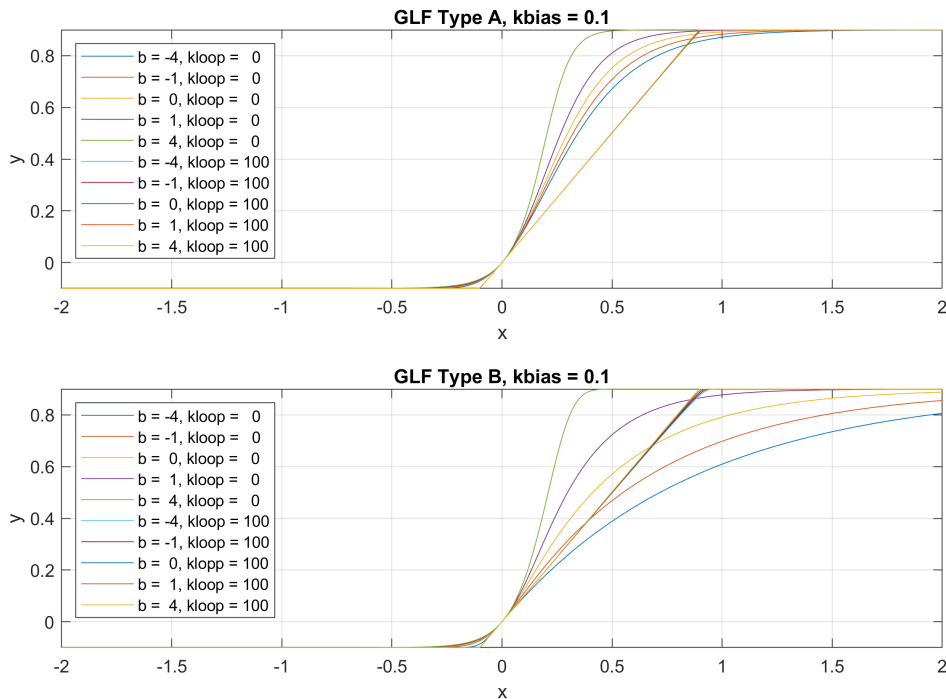 GLF Type A, kbias = 0.1
0.8
0.6
0.4
0.2
0
y
b = -4, kloop =   0
b = -1, kloop =   0
b =  0, kloop =   0
b =  1, kloop =   0
b =  4, kloop =   0
b = -4, kloop = 100
b = -1, kloop = 100
b =  0, klopp = 100
b =  1, kloop = 100
b =  4, kloop = 100
-2 -1.5 -1 -0.5 0 0.5 1 1.5 2
x
GLF Type B, kbias = 0.1
0.8
0.6
0.4
0.2
0
y
b = -4, kloop =   0
b = -1, kloop =   0
b =  0, kloop =   0
b =  1, kloop =   0
b =  4, kloop =   0
b = -4, kloop = 100
b = -1, kloop = 100
b =  0, kloop = 100
b =  1, kloop = 100
b =  4, kloop = 100
-2 -1.5 -1 -0.5 0 0.5 1 1.5 2
x